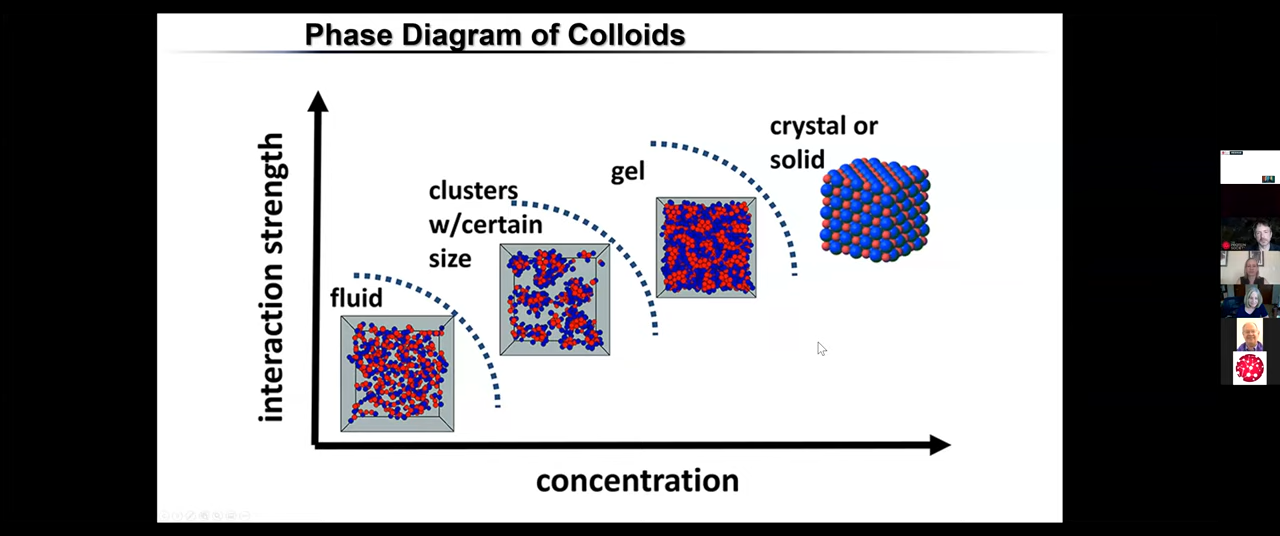 Phase Diagram of Colloids
interaction strength
crystal or
solid
gel
clusters
w/certain
size
fluid
concentration